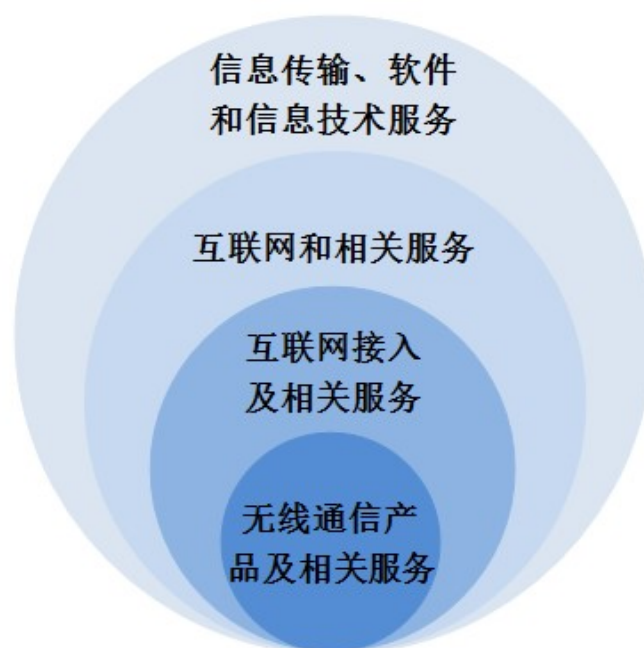 信息传输、软件
和信息技术服务
互联网和相关服务
互联网接入
及相关服务
无线通信产
品及相关服务